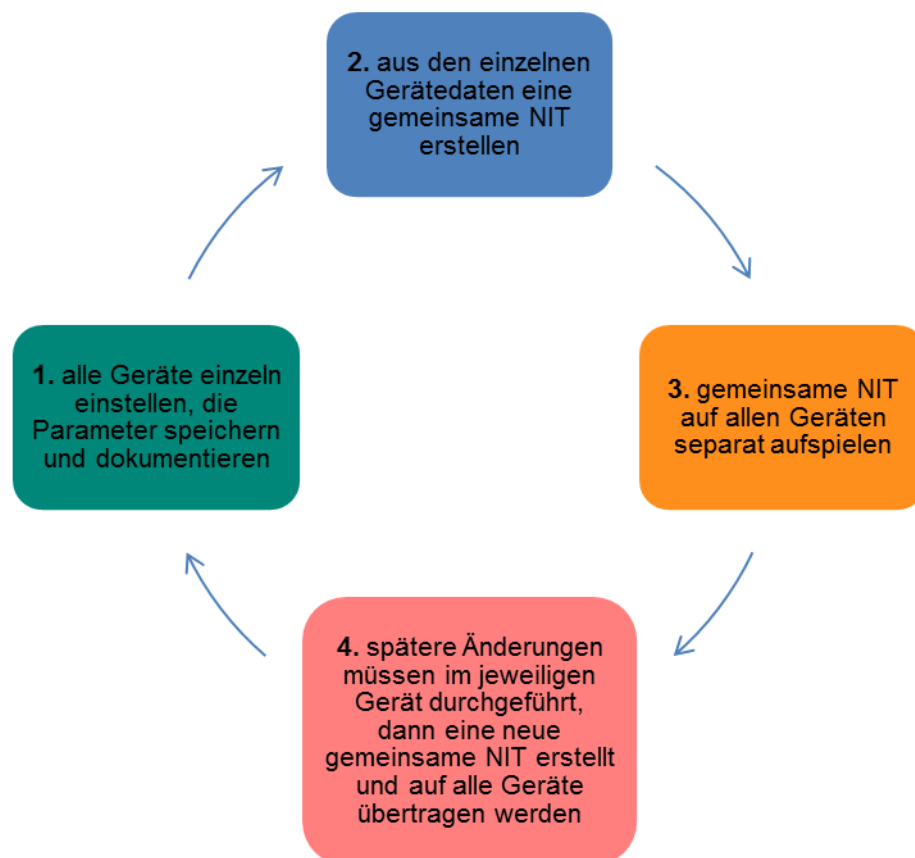 2. aus den einzelnen
Gerätedaten eine
gemeinsame NIT
erstellen
1. alle Geräte einzeln
einstellen, die
Parameter speichern
und dokumentieren
3. gemeinsame NIT
auf allen Geräten
separat aufspielen
4. spätere Änderungen
müssen im jeweiligen
Gerät durchgeführt,
dann eine neue
gemeinsame NIT erstellt
und auf alle Geräte
übertragen werden